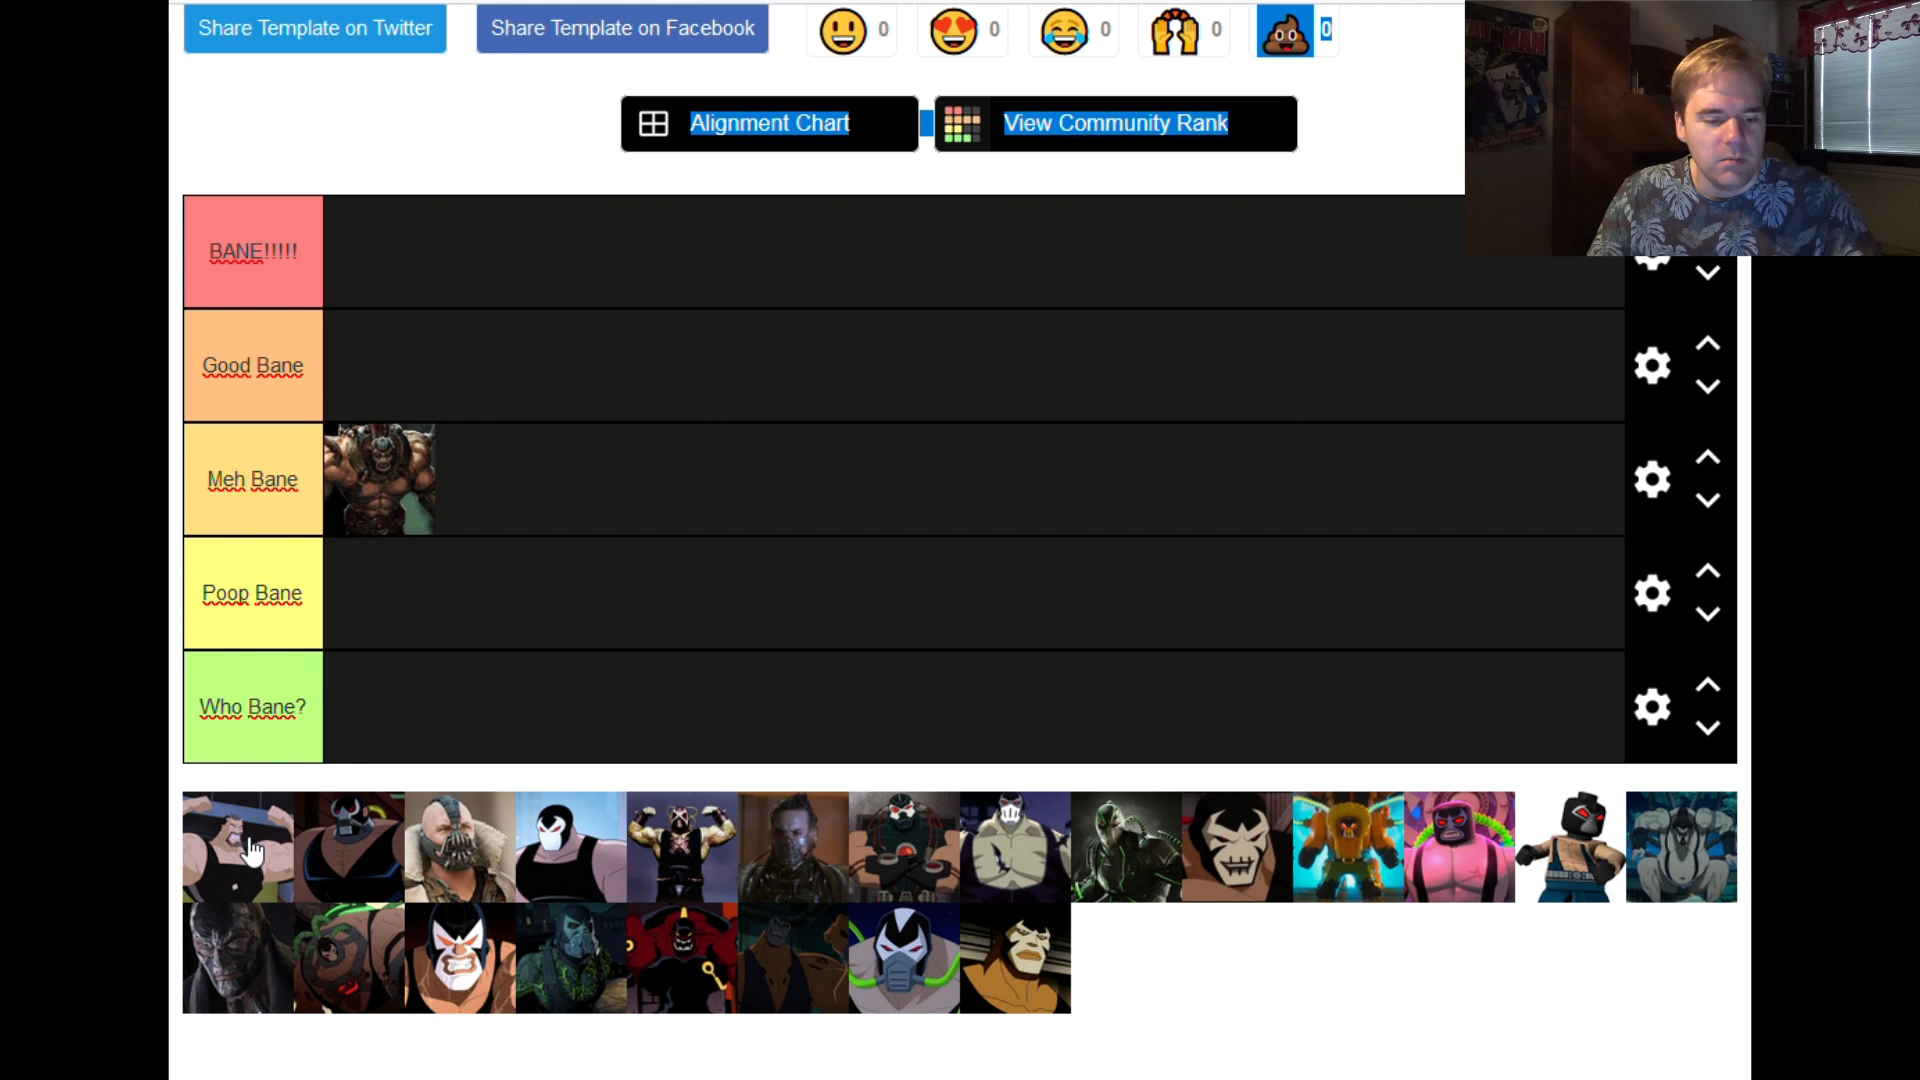 Share Template on Twitter
Share Template on Facebook
0
0
0
0
0
Alignment Chart
View Community Rank
BANE!!!!!
Good Bane
Meh Bane
Poop Bane
Who Bane?